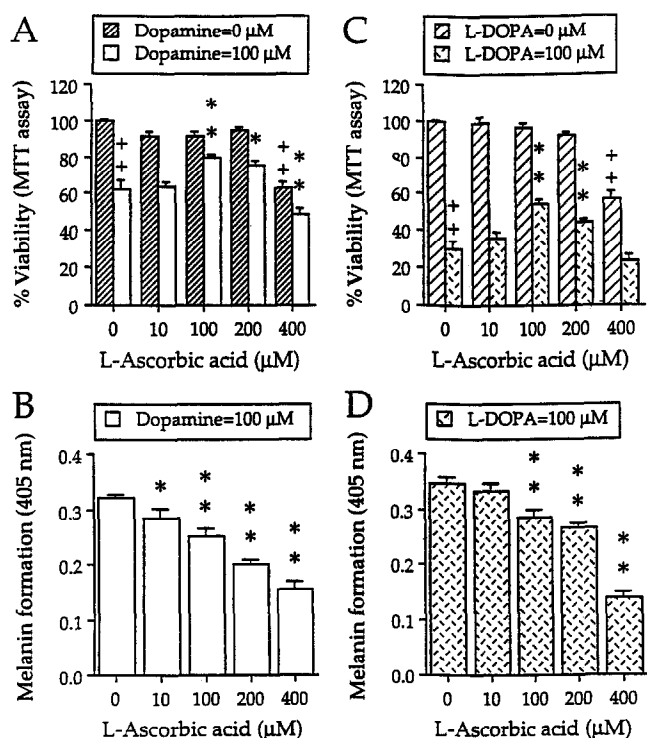 A
Dopamine=0 μM
Dopamine=100 μM
% Viability (MTT assay)
120
100
80
60
40
20
0
+ +
* *
*
+ +
* *
0 10 100 200 400
L-Ascorbic acid (μM)
C
L-DOPA=0 μM
L-DOPA=100 μM
% Viability (MTT assay)
120
100
80
60
40
20
0
+ +
* *
* *
+ +
0 10 100 200 400
L-Ascorbic acid (μM)
B
Dopamine=100 μM
Melanin formation (405 nm)
0.4
0.3
0.2
0.1
0.0
*
* *
* *
* *
0 10 100 200 400
L-Ascorbic acid (μM)
D
L-DOPA=100 μM
Melanin formation (405 nm)
0.4
0.3
0.2
0.1
0.0
* *
* *
* *
0 10 100 200 400
L-Ascorbic acid (μM)